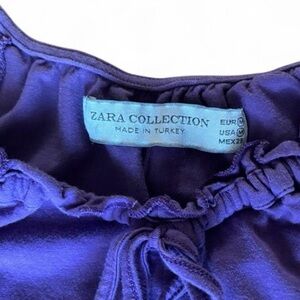 ZARA COLLECTION
MADE IN TURKEY
EUR M
USA M
MEX